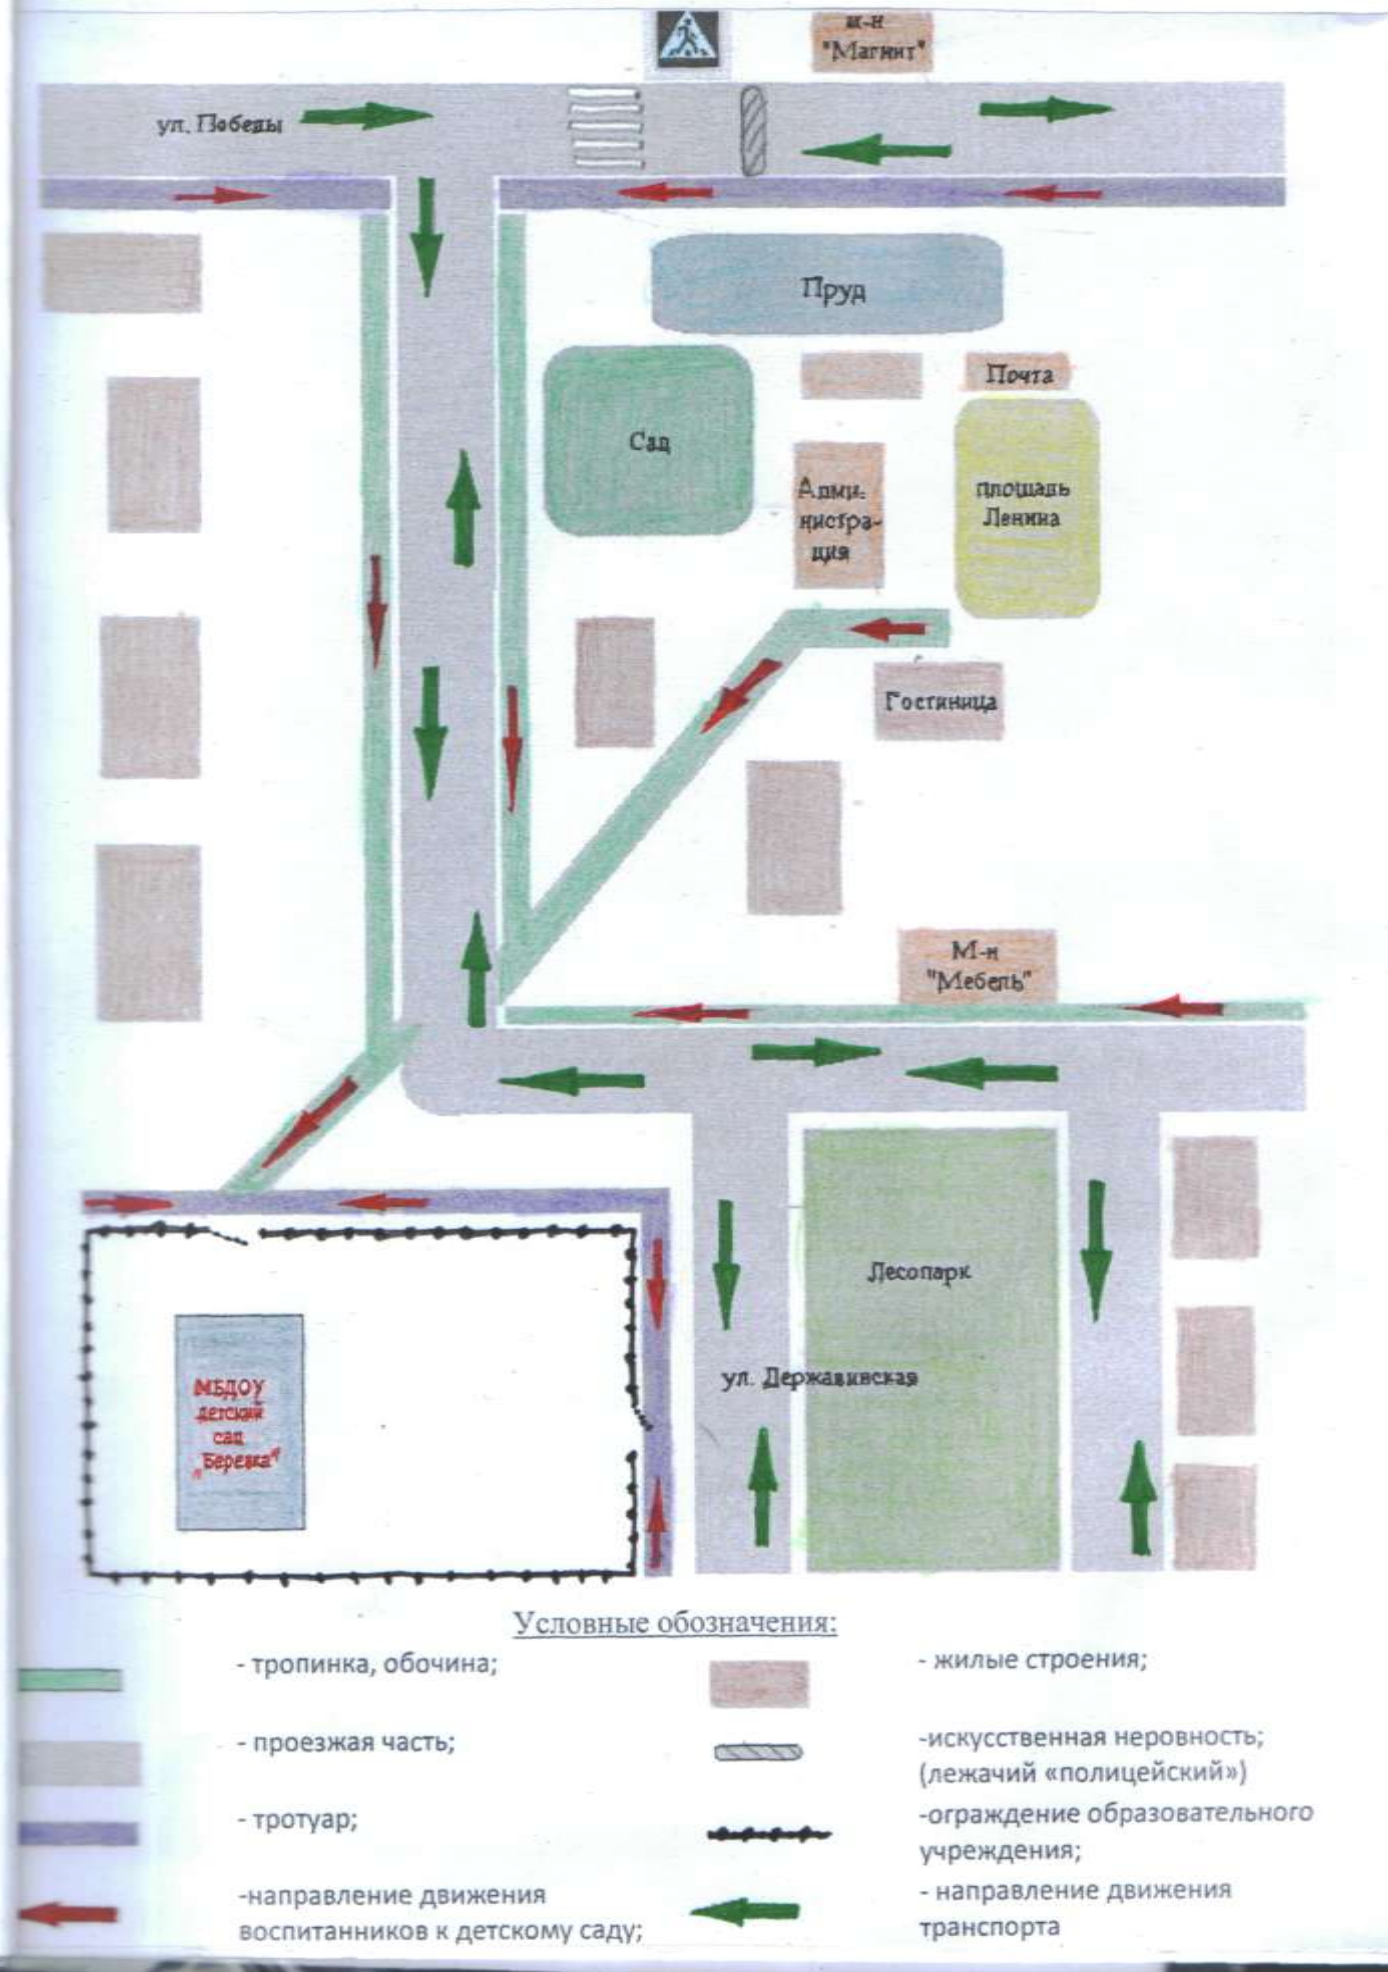 м-н
"Магнит"
ул. Победы
Пруд
Почта
Сад
площадь
Ленина
Адми-
нистра-
ция
Гостиница
М-н
"Мебель"
Лесопарк
ул. Державинская
МБДОУ
детский
сад
„Березка"
Условные обозначения:
- тропинка, обочина;
- жилые строения;
- проезжая часть;
-искусственная неровность;
(лежачий «полицейский»)
- тротуар;
-ограждение образовательного
учреждения;
-направление движения
воспитанников к детскому саду;
- направление движения
транспорта